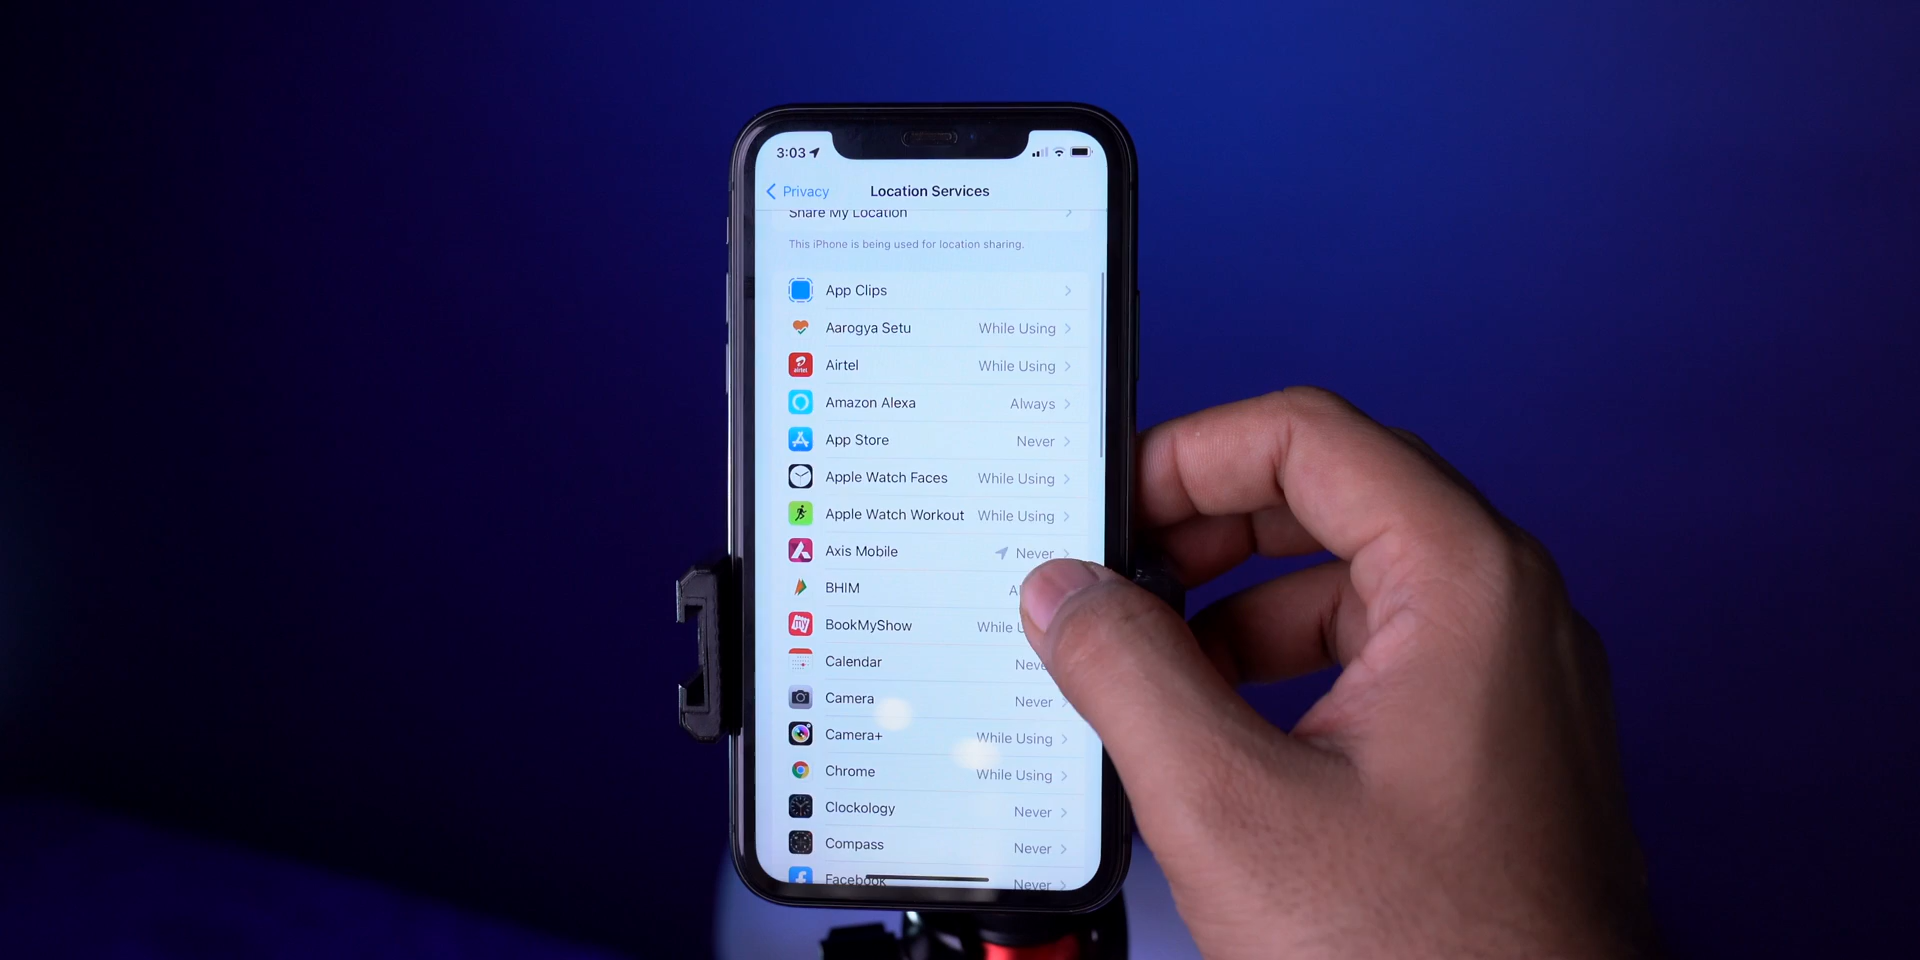 3:03
Privacy
Location Services
Share My Location
This iPhone is being used for location sharing.
App Clips
Aarogya Setu While Using
airtel
Airtel While Using
Amazon Alexa Always
App Store Never
Apple Watch Faces While Using
Apple Watch Workout While Using
Axis Mobile Never
BHIM
my
BookMyShow While
Calendar
Camera Never
Camera+ While Using
Chrome While Using
Clockology Never
Compass Never
Facebook Never